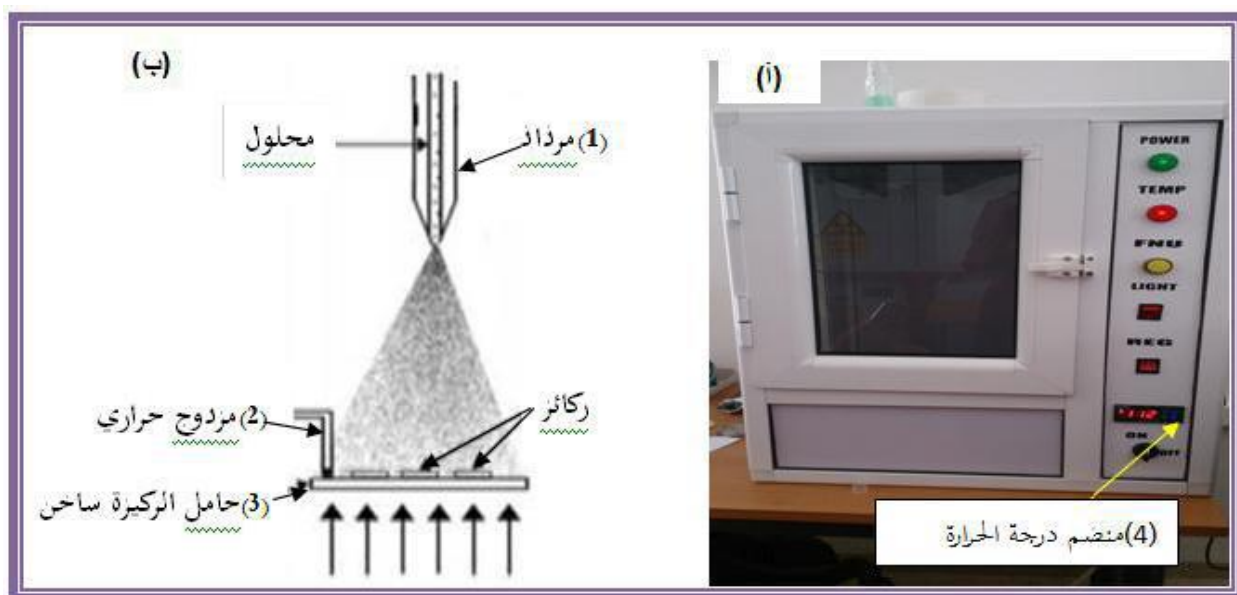 (أ)
POWER
TEMP
FNU
LIGHT
REG
ON
OFF
(4)منضم درجة الحرارة
(ب)
محلول
(1)مرذاذ
ركائز
(2)مزدوج حراري
(3)حامل الركيزة ساخن